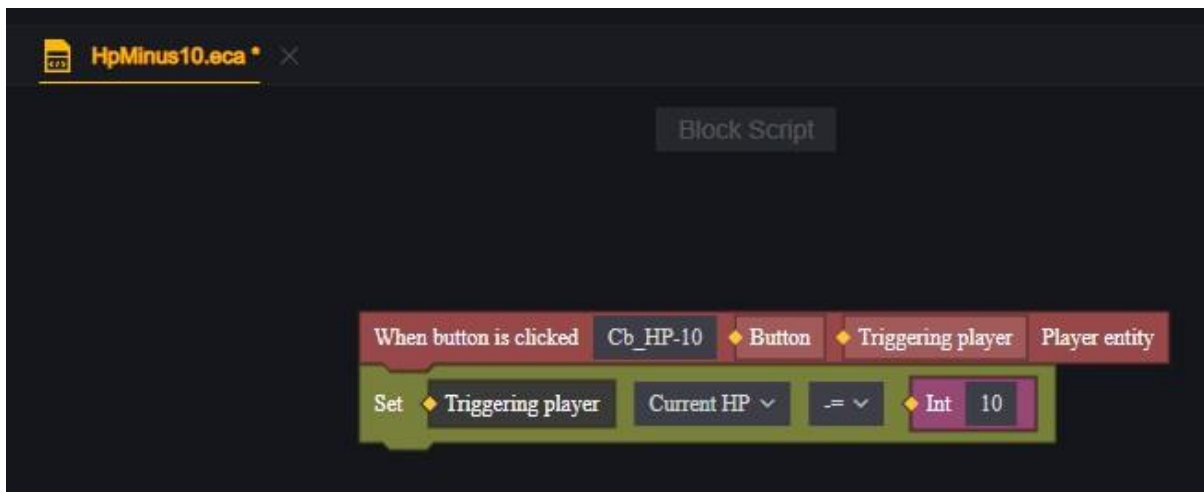 HpMinus10.eca *
Block Script
When button is clicked Cb_HP-10 Button Triggering player Player entity
Set Triggering player Current HP -= Int 10